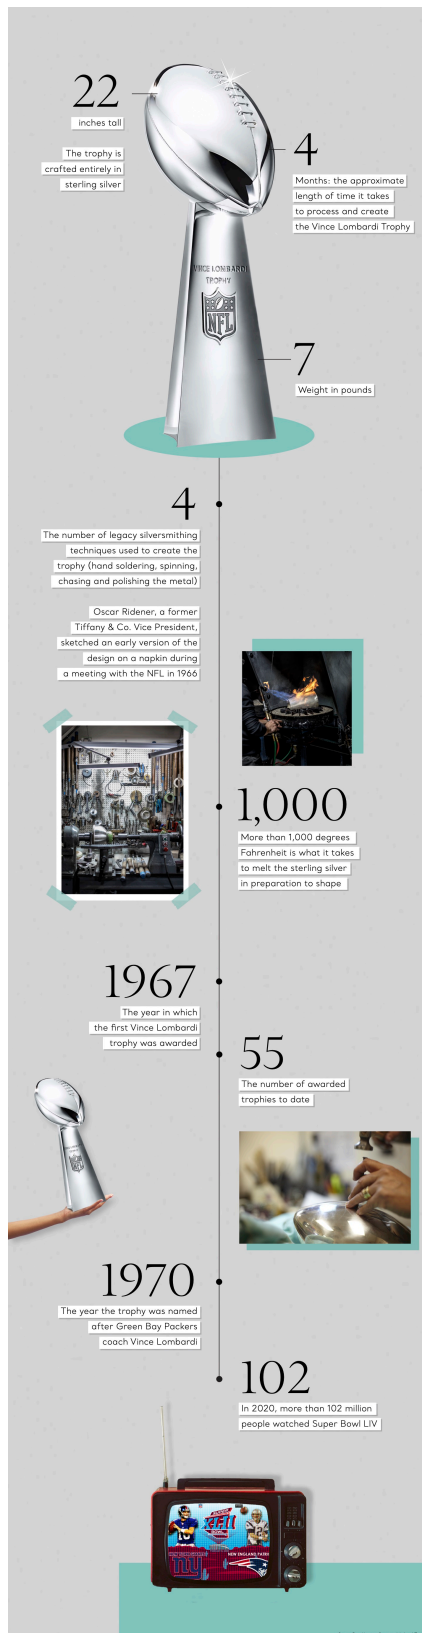 22
inches tall
The trophy is
crafted entirely in
sterling silver
4
Months: the approximate
length of time it takes
to process and create
the Vince Lombardi Trophy
VINCE LOMBARDI
TROPHY
NFL
7
Weight in pounds
4
The number of legacy silversmithing
techniques used to create the
trophy (hand soldering, spinning,
chasing and polishing the metal)
Oscar Ridener, a former
Tiffany & Co. Vice President,
sketched an early version of the
design on a napkin during
a meeting with the NFL in 1966
1,000
More than 1,000 degrees
Fahrenheit is what it takes
to melt the sterling silver
in preparation to shape
1967
The year in which
the first Vince Lombardi
trophy was awarded
55
The number of awarded
trophies to date
1970
The year the trophy was named
after Green Bay Packers
coach Vince Lombardi
102
In 2020, more than 102 million
people watched Super Bowl LIV
XLII
ny
NEW ENGLAND